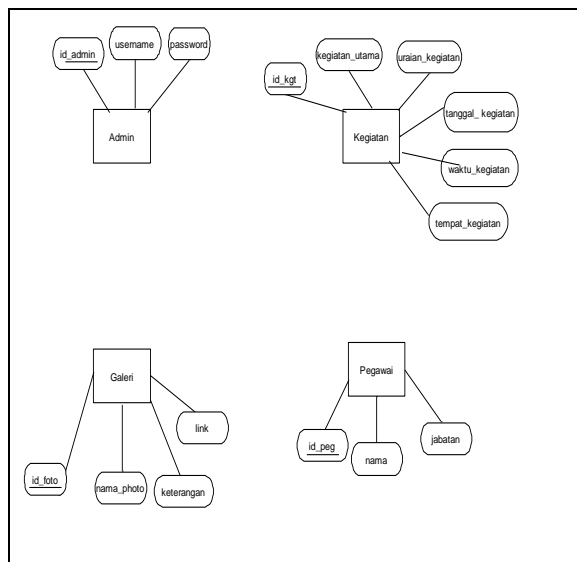 id_admin
username
password
Admin
id_kgt
kegiatan_utama
uraian_kegiatan
tanggal_ kegiatan
waktu_kegiatan
tempat_kegiatan
Kegiatan
Galeri
id_foto
nama_photo
keterangan
link
Pegawai
id_peg
nama
jabatan